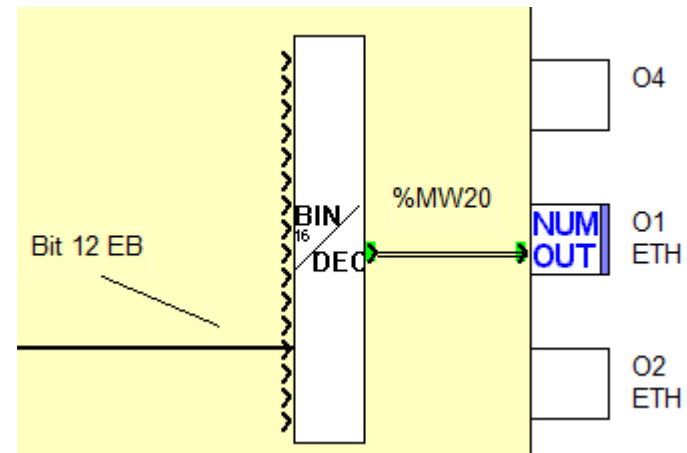 O4
%MW20
BIN
16
DEC
NUM
OUT
O1
ETH
Bit 12 EB
O2
ETH